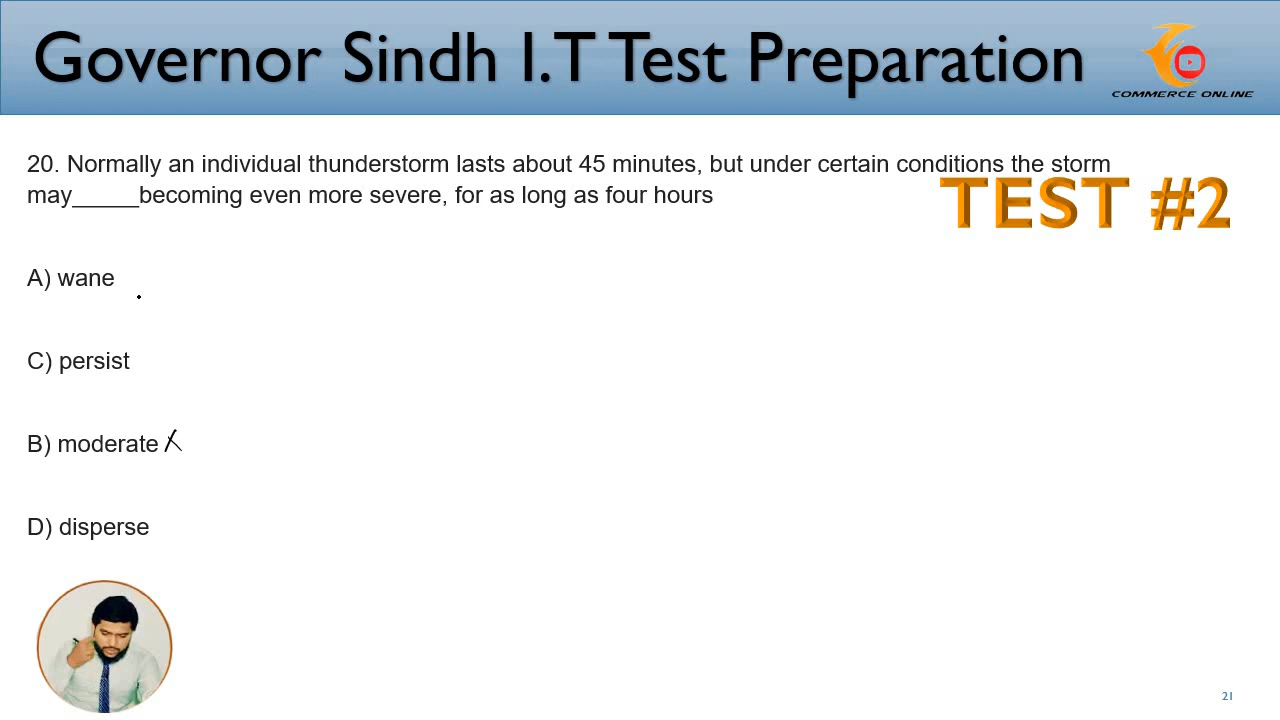 Governor Sindh I.T Test Preparation
COMMERCE ONLINE
20. Normally an individual thunderstorm lasts about 45 minutes, but under certain conditions the storm
may_____becoming even more severe, for as long as four hours
TEST #2
A) wane
C) persist
B) moderate
D) disperse
21